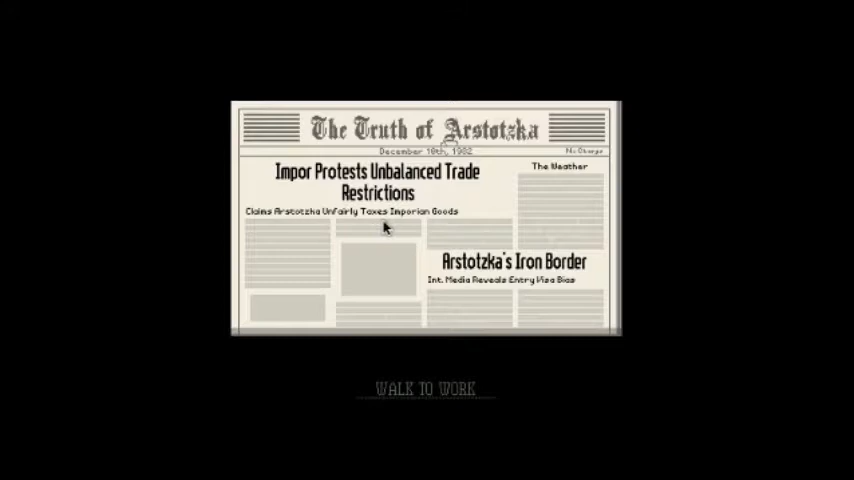 The Truth of Arstotzka
December 10th, 1982
No Charge
Impor Protests Unbalanced Trade
Restrictions
Claims Arstotzka Unfairly Taxes Imporian Goods
The Weather
Arstotzka's Iron Border
Int. Media Reveals Entry Visa Bias
WALK TO WORK